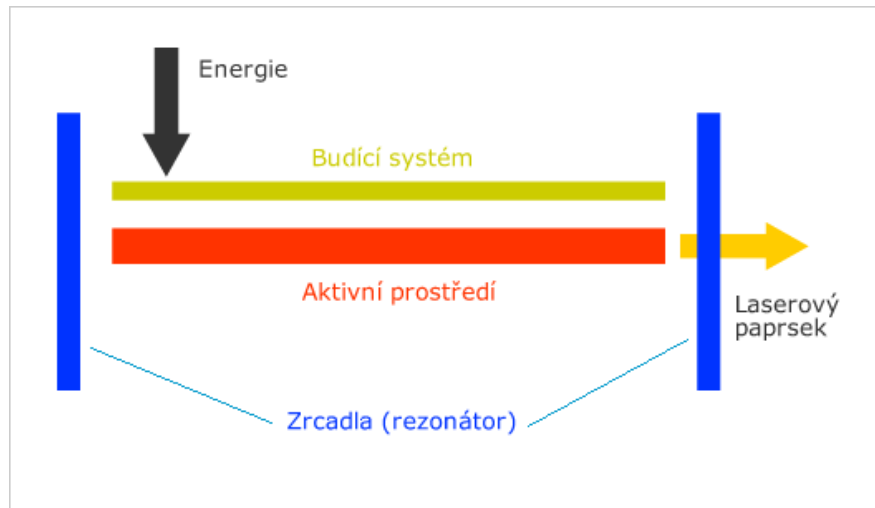 Energie
Budící systém
Aktivní prostředí
Laserový
paprsek
Zrcadla (rezonátor)